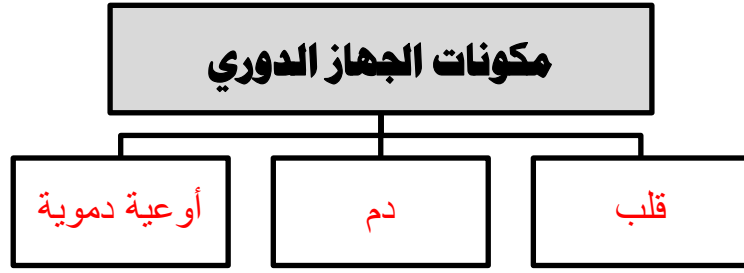 مكونات الجهاز الدوري
قلب
دم
أوعية دموية